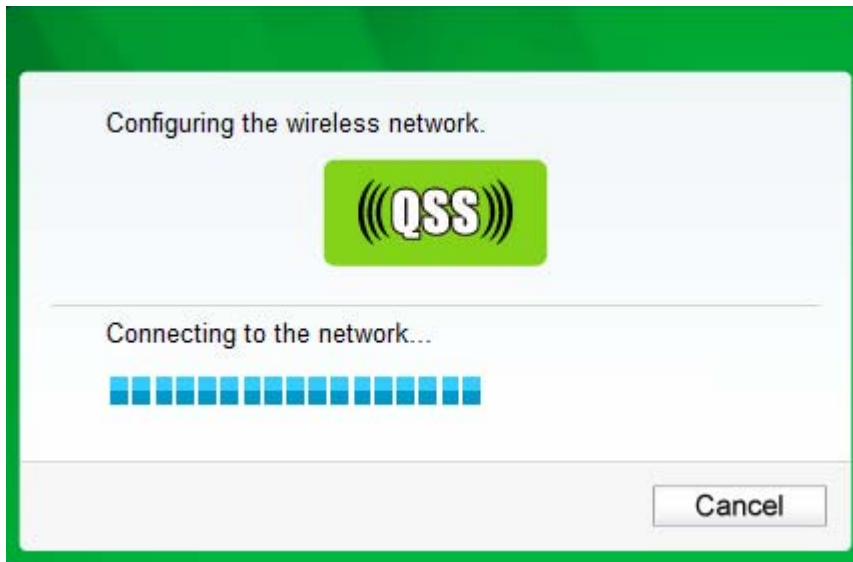 Configuring the wireless network.
(((QSS)))
Connecting to the network...
Cancel